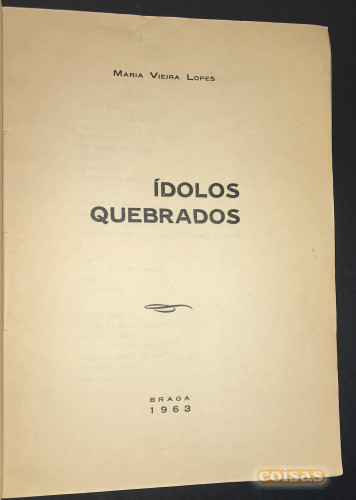 MARIA VIEIRA LOPES
ÍDOLOS
QUEBRADOS
BRAGA
1963
coisas